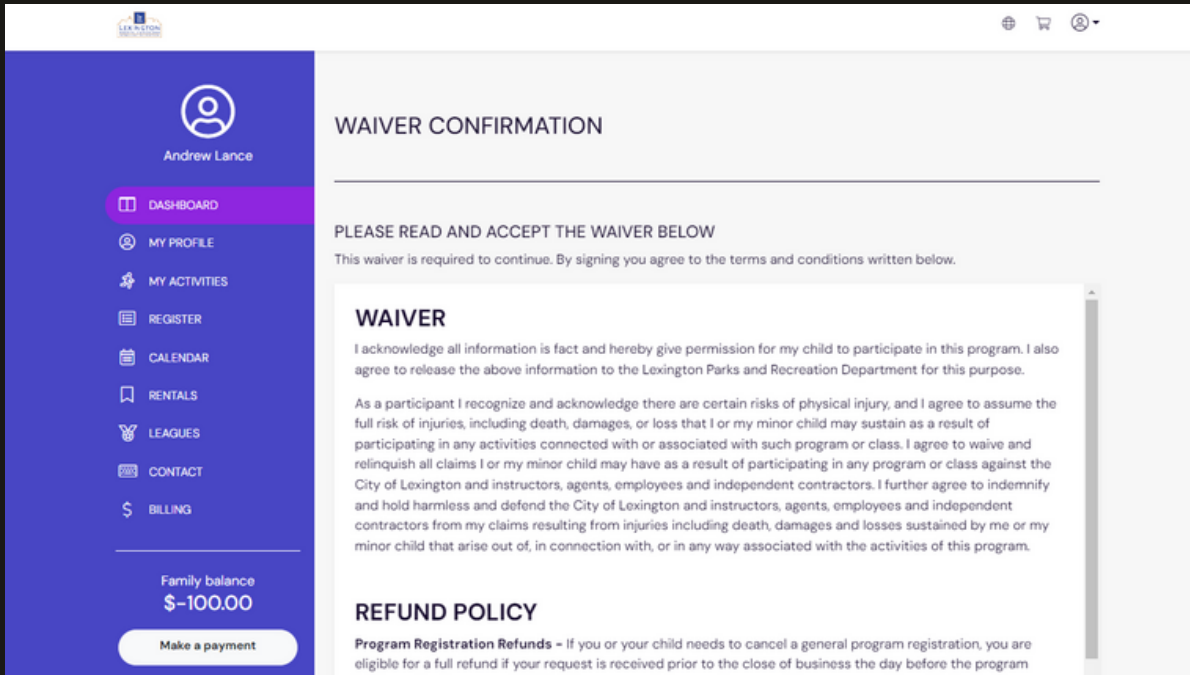 LEXINGTON
Andrew Lance
DASHBOARD
MY PROFILE
MY ACTIVITIES
REGISTER
CALENDAR
RENTALS
LEAGUES
CONTACT
BILLING
Family balance
$-100.00
Make a payment
WAIVER CONFIRMATION
PLEASE READ AND ACCEPT THE WAIVER BELOW
This waiver is required to continue. By signing you agree to the terms and conditions written below.
WAIVER
I acknowledge all information is fact and hereby give permission for my child to participate in this program. I also
agree to release the above information to the Lexington Parks and Recreation Department for this purpose.
As a participant I recognize and acknowledge there are certain risks of physical injury, and I agree to assume the
full risk of injuries, including death, damages, or loss that I or my minor child may sustain as a result of
participating in any activities connected with or associated with such program or class. I agree to waive and
relinquish all claims I or my minor child may have as a result of participating in any program or class against the
City of Lexington and instructors, agents, employees and independent contractors. I further agree to indemnify
and hold harmless and defend the City of Lexington and instructors, agents, employees and independent
contractors from my claims resulting from injuries including death, damages and losses sustained by me or my
minor child that arise out of, in connection with, or in any way associated with the activities of this program.
REFUND POLICY
Program Registration Refunds - If you or your child needs to cancel a general program registration, you are
eligible for a full refund if your request is received prior to the close of business the day before the program